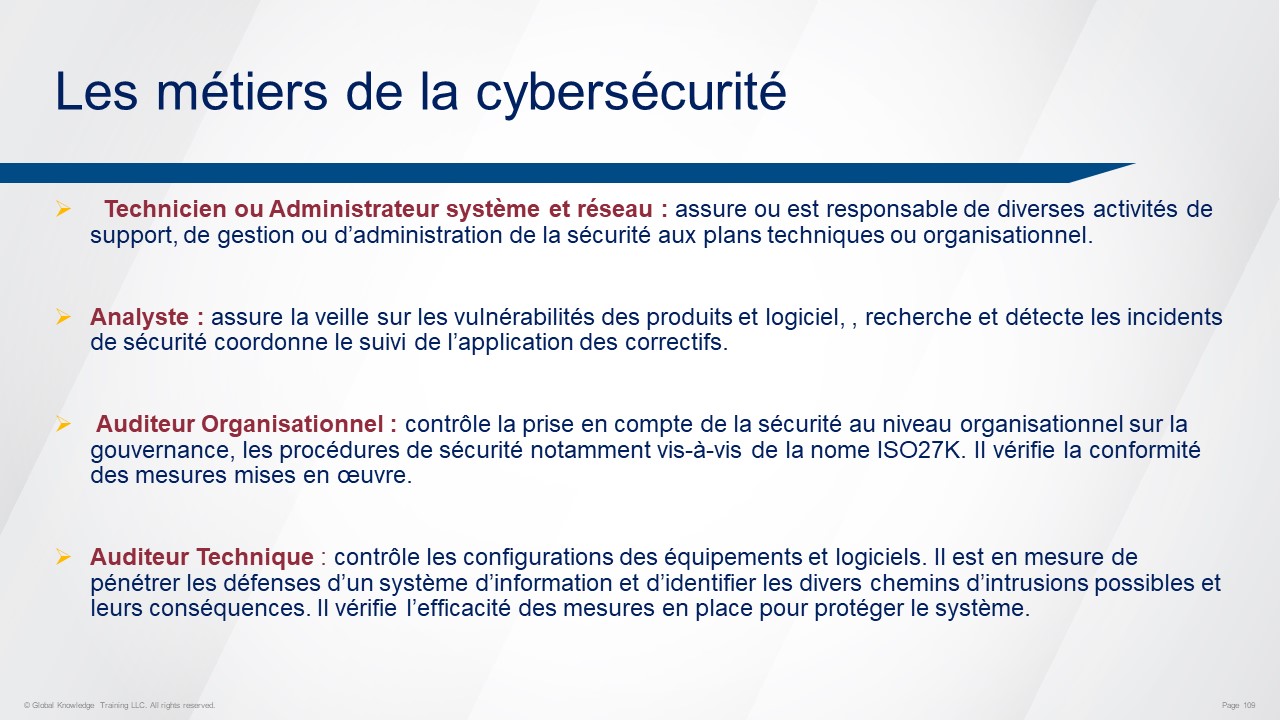 Les métiers de la cybersécurité
Technicien ou Administrateur système et réseau : assure ou est responsable de diverses activités de
support, de gestion ou d’administration de la sécurité aux plans techniques ou organisationnel.
Analyste : assure la veille sur les vulnérabilités des produits et logiciel, , recherche et détecte les incidents
de sécurité coordonne le suivi de l’application des correctifs.
Auditeur Organisationnel : contrôle la prise en compte de la sécurité au niveau organisationnel sur la
gouvernance, les procédures de sécurité notamment vis-à-vis de la nome ISO27K. Il vérifie la conformité
des mesures mises en œuvre.
Auditeur Technique : contrôle les configurations des équipements et logiciels. Il est en mesure de
pénétrer les défenses d’un système d’information et d’identifier les divers chemins d’intrusions possibles et
leurs conséquences. Il vérifie l’efficacité des mesures en place pour protéger le système.
© Global Knowledge Training LLC. All rights reserved.
Page 109